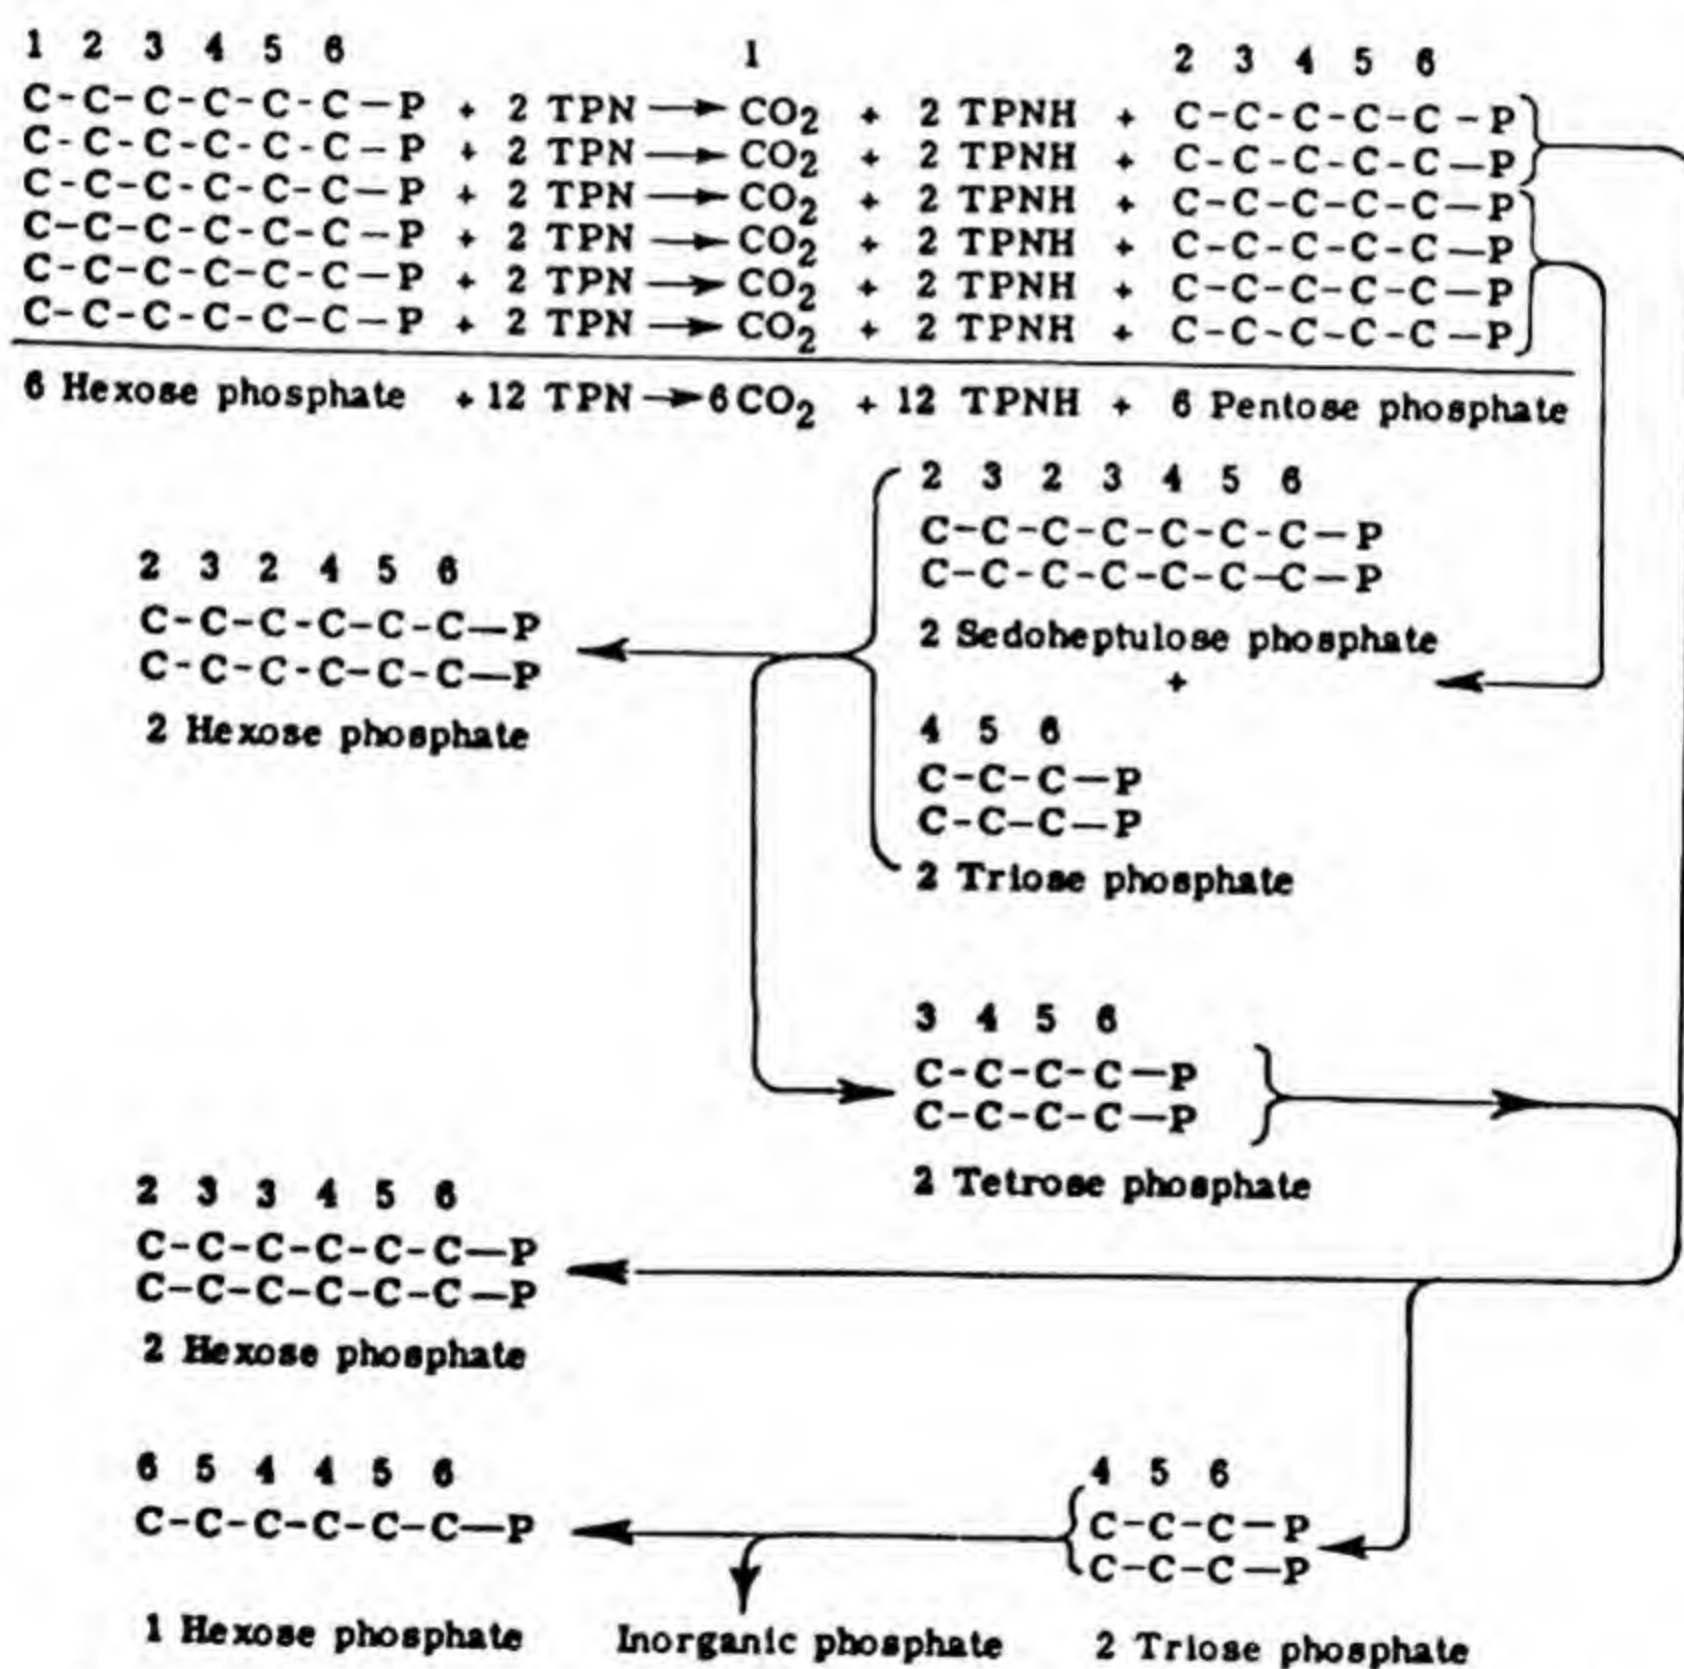 1 2 3 4 5 6 1 2 3 4 5 6
C-C-C-C-C-C-P + 2 TPN → CO2 + 2 TPNH + C-C-C-C-C-P
C-C-C-C-C-C-P + 2 TPN → CO2 + 2 TPNH + C-C-C-C-C-P
C-C-C-C-C-C-P + 2 TPN → CO2 + 2 TPNH + C-C-C-C-C-P
C-C-C-C-C-C-P + 2 TPN → CO2 + 2 TPNH + C-C-C-C-C-P
C-C-C-C-C-C-P + 2 TPN → CO2 + 2 TPNH + C-C-C-C-C-P
C-C-C-C-C-C-P + 2 TPN → CO2 + 2 TPNH + C-C-C-C-C-P
6 Hexose phosphate + 12 TPN → 6CO2 + 12 TPNH + 6 Pentose phosphate
2 3 2 3 4 5 6
C-C-C-C-C-C-C-P
C-C-C-C-C-C-C-P
2 Sedoheptulose phosphate
+
2 3 2 4 5 6
C-C-C-C-C-C-P
C-C-C-C-C-C-P
2 Hexose phosphate
4 5 6
C-C-C-P
C-C-C-P
2 Triose phosphate
3 4 5 6
C-C-C-C-P
C-C-C-C-P
2 Tetrose phosphate
2 3 3 4 5 6
C-C-C-C-C-C-P
C-C-C-C-C-C-P
2 Hexose phosphate
6 5 4 4 5 6
C-C-C-C-C-C-P
1 Hexose phosphate
Inorganic phosphate
4 5 6
C-C-C-P
C-C-C-P
2 Triose phosphate